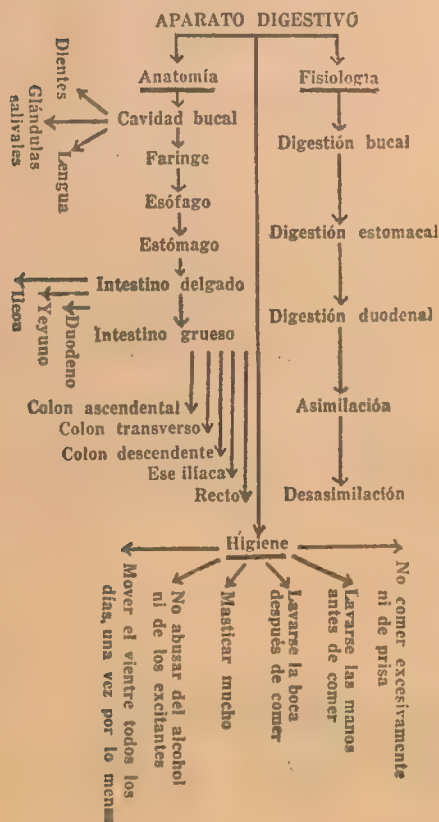 APARATO DIGESTIVO
Anatomía
Fisiología
Dientes
Glándulas
salivales
Lengua
Cavidad bucal
Faringe
Esófago
Estómago
Intestino delgado
Duodeno
Yeyuno
Ileon
Intestino grueso
Colon ascendental
Colon transverso
Colon descendente
Ese ilíaca
Recto
Digestión bucal
Digestión estomacal
Digestión duodenal
Asimilación
Desasimilación
Higiene
No comer excesivamente
ni de prisa
Lavarse las manos
antes de comer
Lavarse la boca
después de comer
Masticar mucho
No abusar del alcohol
ni de los excitantes
Mover el vientre todos los
días, una vez por lo